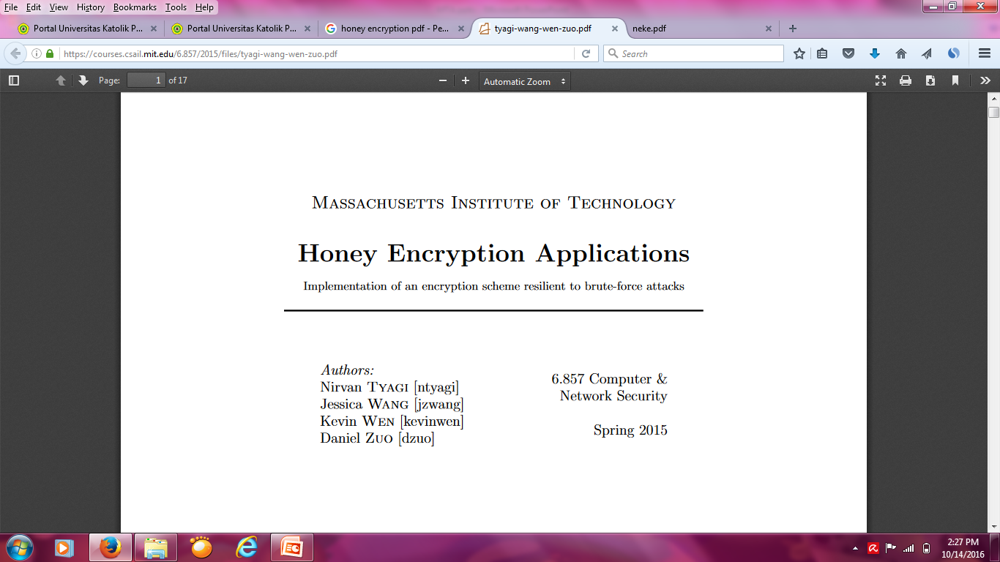 File Edit View History Bookmarks Tools Help
Portal Universitas Katolik P... Portal Universitas Katolik P... honey encryption pdf - Pe... tyagi-wang-wen-zuo.pdf neke.pdf
https://courses.csail.mit.edu/6.857/2015/files/tyagi-wang-wen-zuo.pdf Search
Page: 1 of 17 Automatic Zoom
Massachusetts Institute of Technology
Honey Encryption Applications
Implementation of an encryption scheme resilient to brute-force attacks
Authors:
Nirvan Tyagi [ntyagi]
Jessica Wang [jzwang]
Kevin Wen [kevinwen]
Daniel Zuo [dzuo]
6.857 Computer &
Network Security
Spring 2015
2:27 PM
10/14/2016